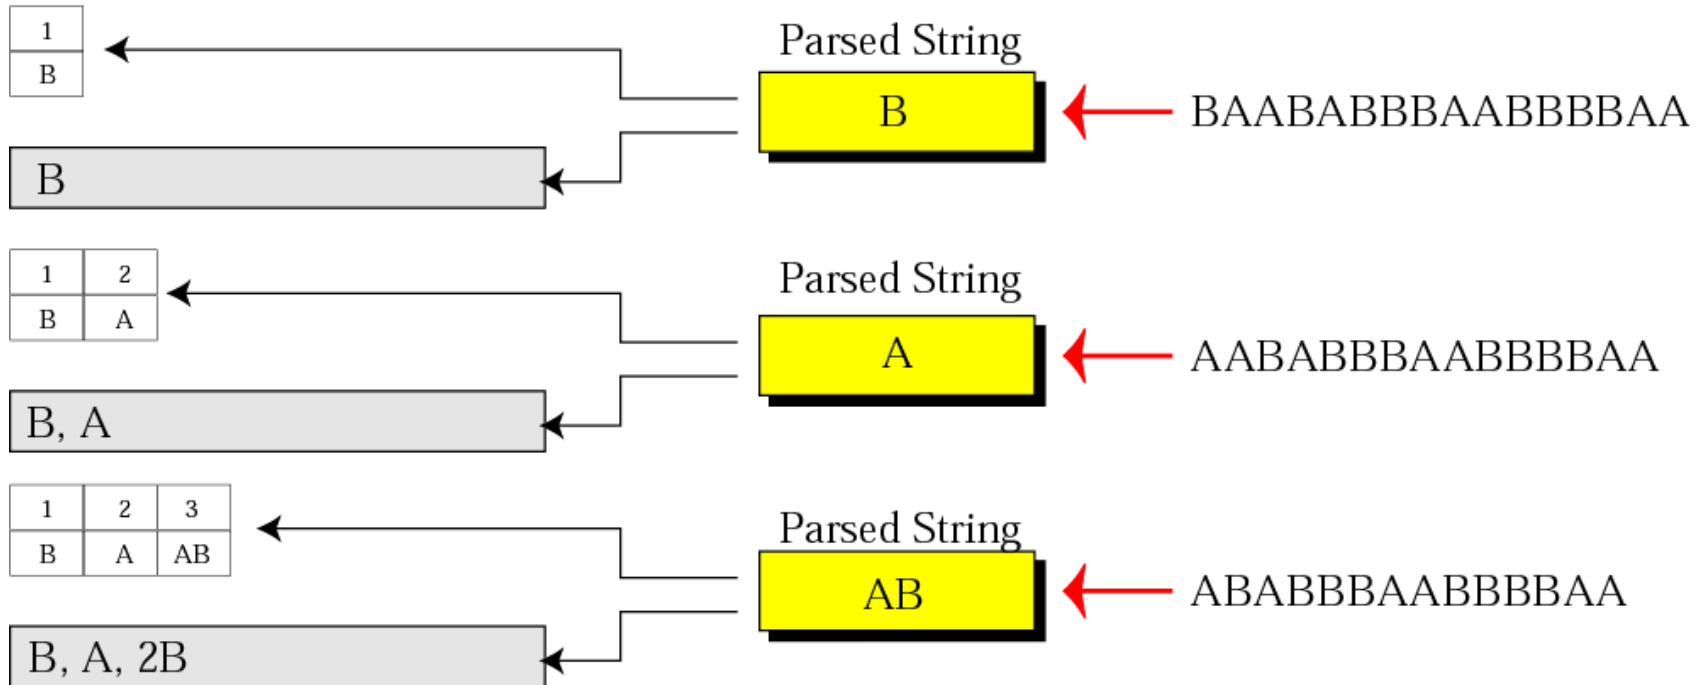 1
B
Parsed String
B
BAABABBBAABBBBAA
B
1 2
B A
Parsed String
A
AABABBBAABBBBAA
B, A
1 2 3
B A AB
Parsed String
AB
ABABBBAABBBBAA
B, A, 2B